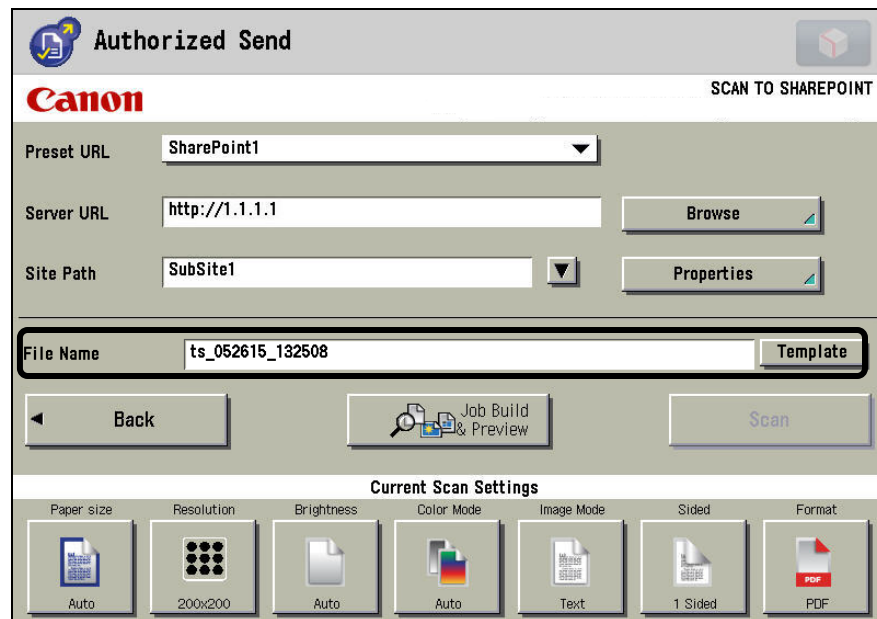 Authorized Send
Canon
SCAN TO SHAREPOINT
Preset URL SharePoint1
Server URL http://1.1.1.1 Browse
Site Path SubSite1 Properties
File Name ts_052615_132508 Template
Back Job Build & Preview Scan
Current Scan Settings
Paper size Resolution Brightness Color Mode Image Mode Sided Format
PDF
Auto 200x200 Auto Auto Text 1 Sided PDF